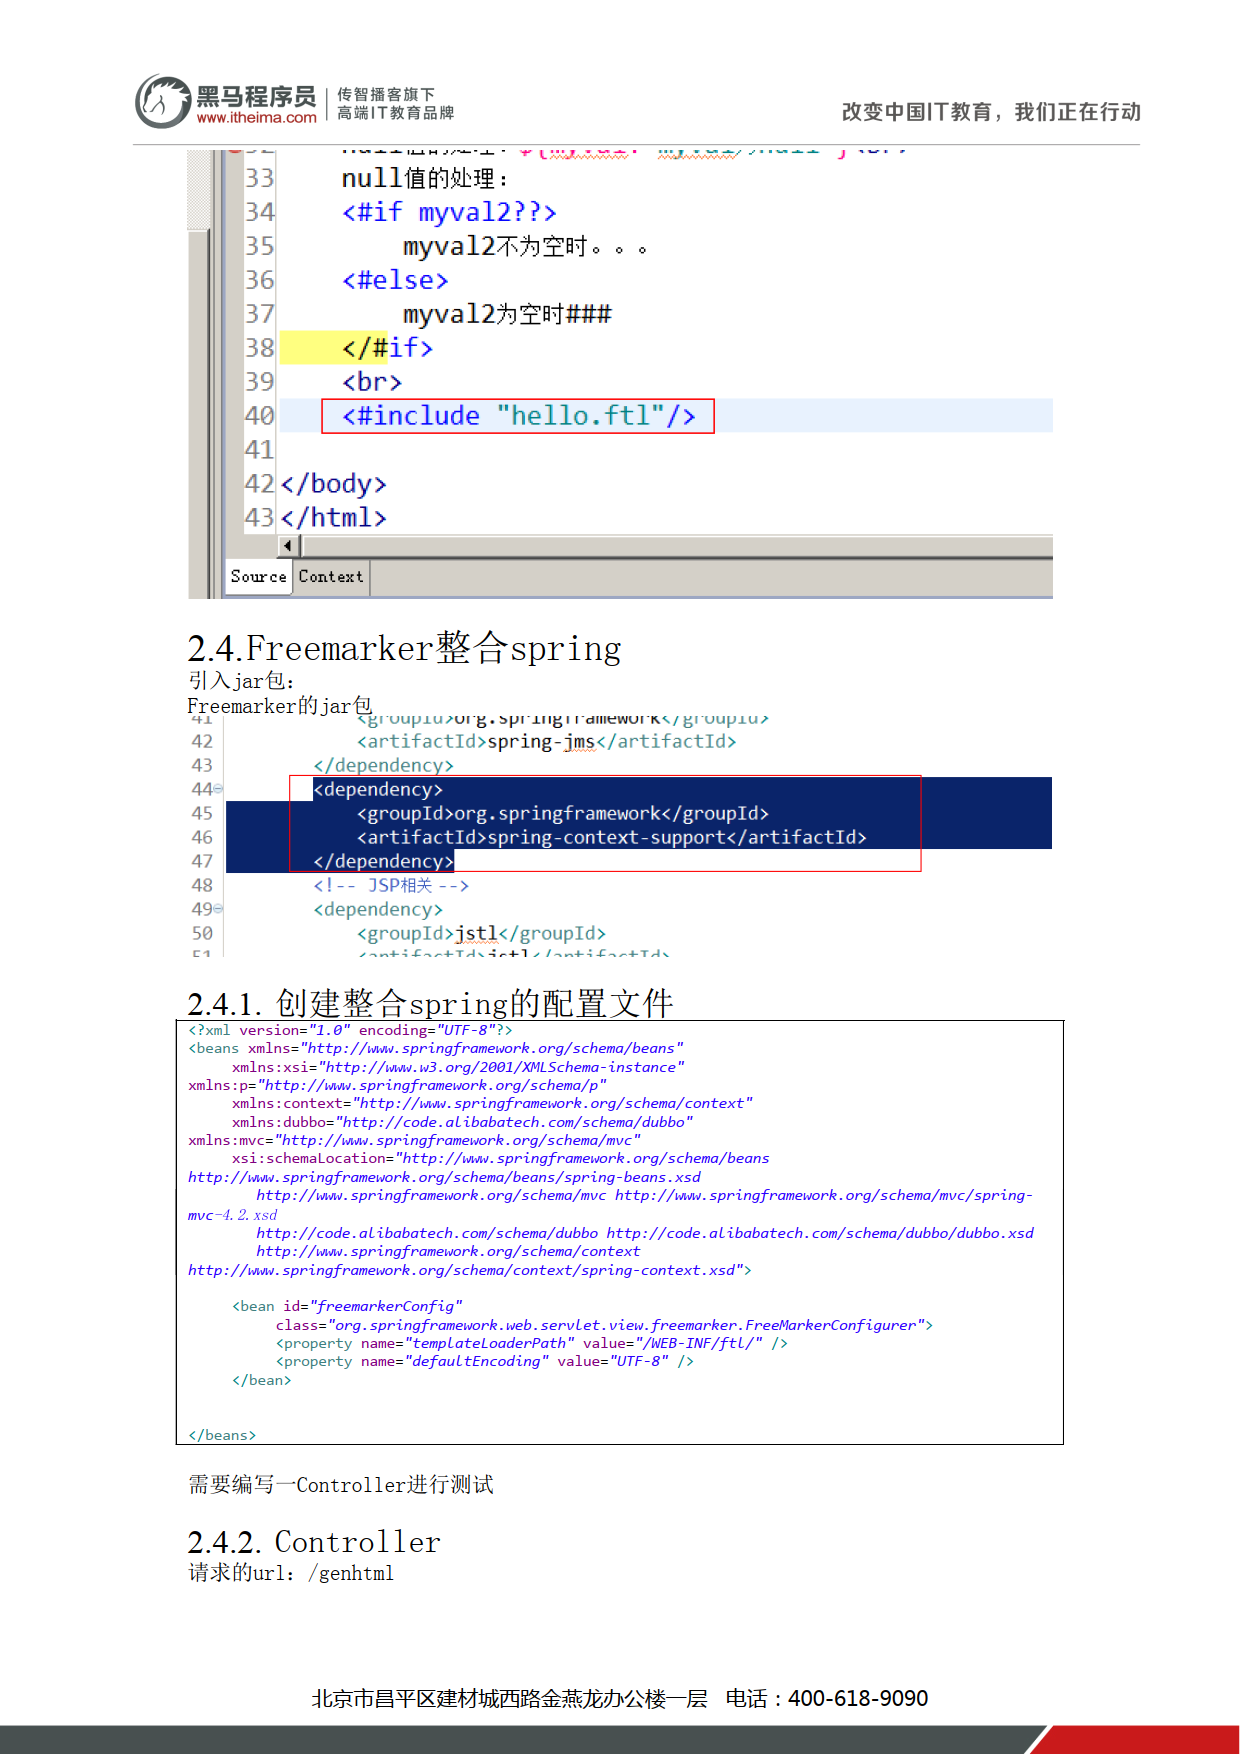 黑马程序员
www.itheima.com
传智播客旗下
高端IT教育品牌
改变中国IT教育，我们正在行动
33 null值的处理：
34 <#if myval2??>
35 myval2不为空时。。。
36 <#else>
37 myval2为空时###
38 </#if>
39 <br>
40 <#include "hello.ftl"/>
41
42 </body>
43 </html>
Source Context
2.4.Freemarker整合spring
引入jar包：
Freemarker的jar包
41 <groupId>org.springframework</groupId>
42 <artifactId>spring-jms</artifactId>
43 </dependency>
44 <dependency>
45 <groupId>org.springframework</groupId>
46 <artifactId>spring-context-support</artifactId>
47 </dependency>
48 <!-- JSP相关 -->
49 <dependency>
50 <groupId>jstl</groupId>
51 <artifactId>jstl</artifactId>
2.4.1. 创建整合spring的配置文件
<?xml version="1.0" encoding="UTF-8"?>
<beans xmlns="http://www.springframework.org/schema/beans"
xmlns:xsi="http://www.w3.org/2001/XMLSchema-instance"
xmlns:p="http://www.springframework.org/schema/p"
xmlns:context="http://www.springframework.org/schema/context"
xmlns:dubbo="http://code.alibabatech.com/schema/dubbo"
xmlns:mvc="http://www.springframework.org/schema/mvc"
xsi:schemaLocation="http://www.springframework.org/schema/beans
http://www.springframework.org/schema/beans/spring-beans.xsd
http://www.springframework.org/schema/mvc http://www.springframework.org/schema/mvc/spring-
mvc-4.2.xsd
http://code.alibabatech.com/schema/dubbo http://code.alibabatech.com/schema/dubbo/dubbo.xsd
http://www.springframework.org/schema/context
http://www.springframework.org/schema/context/spring-context.xsd">
<bean id="freemarkerConfig"
class="org.springframework.web.servlet.view.freemarker.FreeMarkerConfigurer">
<property name="templateLoaderPath" value="/WEB-INF/ftl/" />
<property name="defaultEncoding" value="UTF-8" />
</bean>
</beans>
需要编写一Controller进行测试
2.4.2. Controller
请求的url：/genhtml
北京市昌平区建材城西路金燕龙办公楼一层 电话：400-618-9090